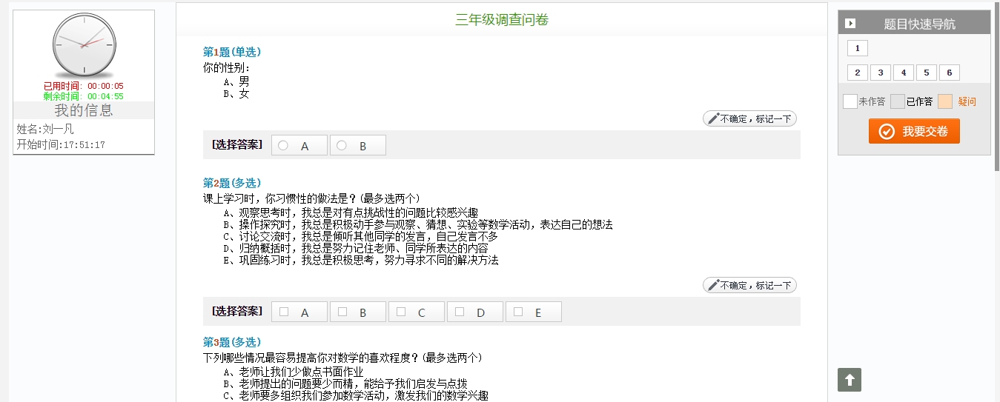 已用时间: 00:00:05
剩余时间: 00:04:55
我的信息
姓名:刘一凡
开始时间:17:51:17
三年级调查问卷
第1题(单选)
你的性别:
A、男
B、女
不确定，标记一下
[选择答案] A B
第2题(多选)
课上学习时，你习惯性的做法是？(最多选两个)
A、观察思考时，我总是对有点挑战性的问题比较感兴趣
B、操作探究时，我总是积极动手参与观察、猜想、实验等数学活动，表达自己的想法
C、讨论交流时，我总是倾听其他同学的发言，自己发言不多
D、归纳概括时，我总是努力记住老师、同学所表达的内容
E、巩固练习时，我总是积极思考，努力寻求不同的解决方法
不确定，标记一下
[选择答案] A B C D E
第3题(多选)
下列哪些情况最容易提高你对数学的喜欢程度？(最多选两个)
A、老师让我们少做点书面作业
B、老师提出的问题要少而精，能给予我们启发与点拨
C、老师要多组织我们参加数学活动，激发我们的数学兴趣
题目快速导航
1
2 3 4 5 6
未作答 已作答 疑问
我要交卷